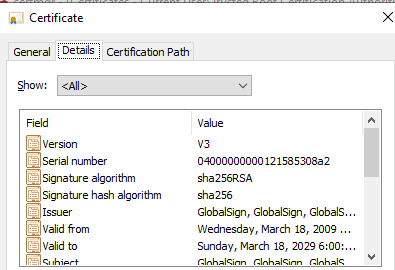 Certificate
General Details Certification Path
Show: <All>
Field Value
Version V3
Serial number 04000000000121585308a2
Signature algorithm sha256RSA
Signature hash algorithm sha256
Issuer GlobalSign, GlobalSign, GlobalS...
Valid from Wednesday, March 18, 2009 ...
Valid to Sunday, March 18, 2029 6:00:...
Subject GlobalSign, GlobalSign, GlobalS...